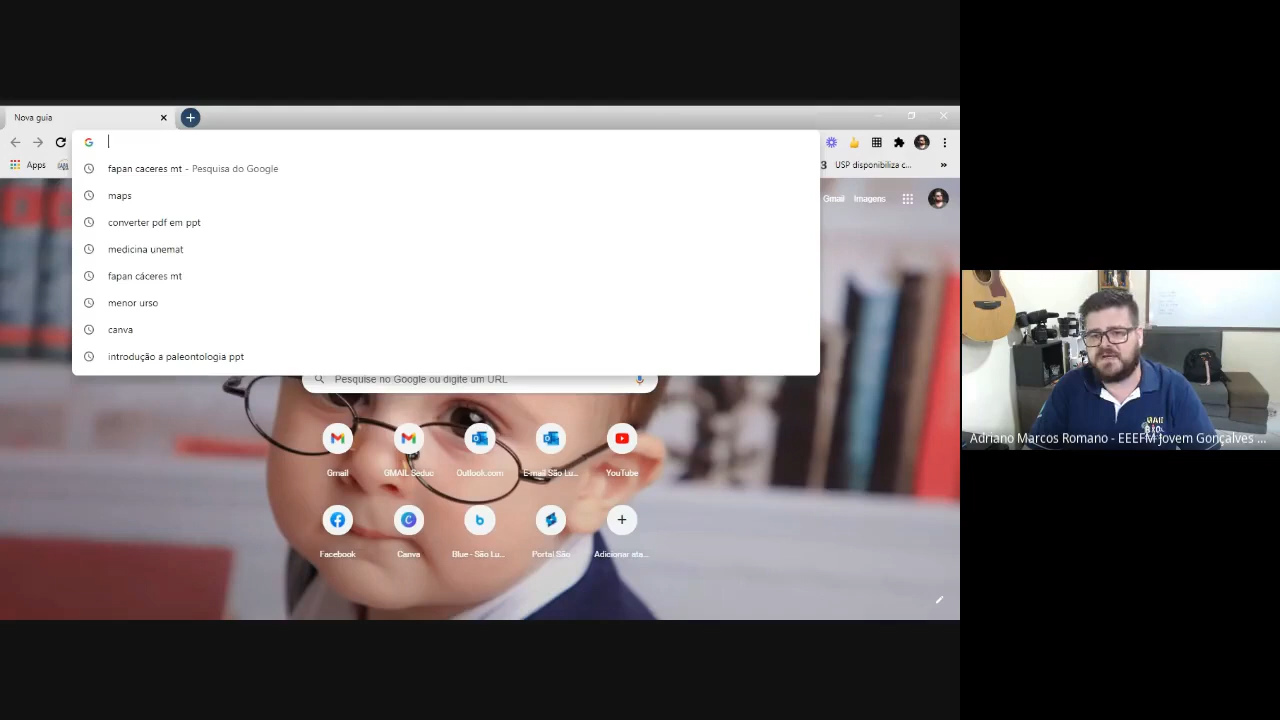 Nova guia
Apps
USP disponibiliza c...
»
fapan caceres mt - Pesquisa do Google
maps
converter pdf em ppt
medicina unemat
fapan cáceres mt
menor urso
canva
introdução a paleontologia ppt
Gmail Imagens
Pesquise no Google ou digite um URL
Gmail GMAIL Seduc Outlook.com E-mail São Lu... YouTube
Facebook Canva Blue - São Lu... Portal São Adicionar ata...
Adriano Marcos Romano - EEEFM Jovem Gonçalves ...